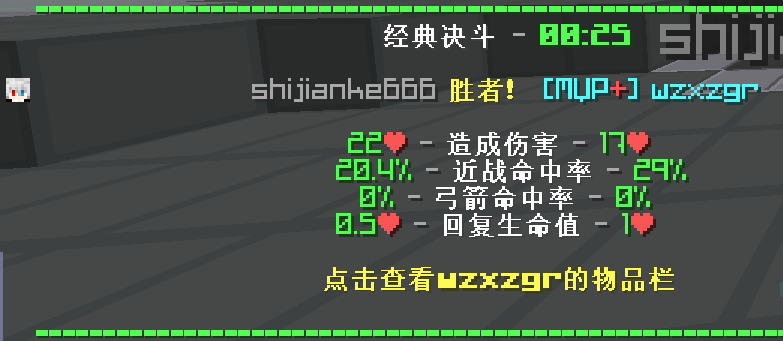 经典决斗 - 00:25
shijianke666 胜者! [MVP+] wzxzgr
22❤ - 造成伤害 - 17❤
20.4% - 近战命中率 - 29%
0% - 弓箭命中率 - 0%
0.5❤ - 回复生命值 - 1❤
点击查看wzxzgr的物品栏